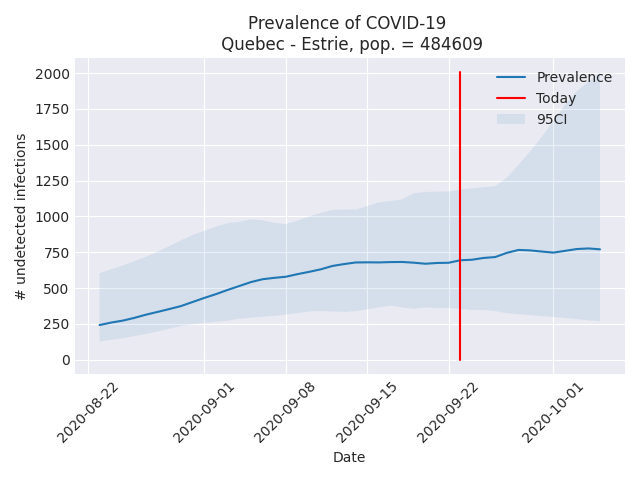 Prevalence of COVID-19
Quebec - Estrie, pop. = 484609
2000
1750
1500
1250
1000
750
500
250
0
# undetected infections
Prevalence
Today
95CI
2020-08-22
2020-09-01
2020-09-08
2020-09-15
2020-09-22
2020-10-01
Date